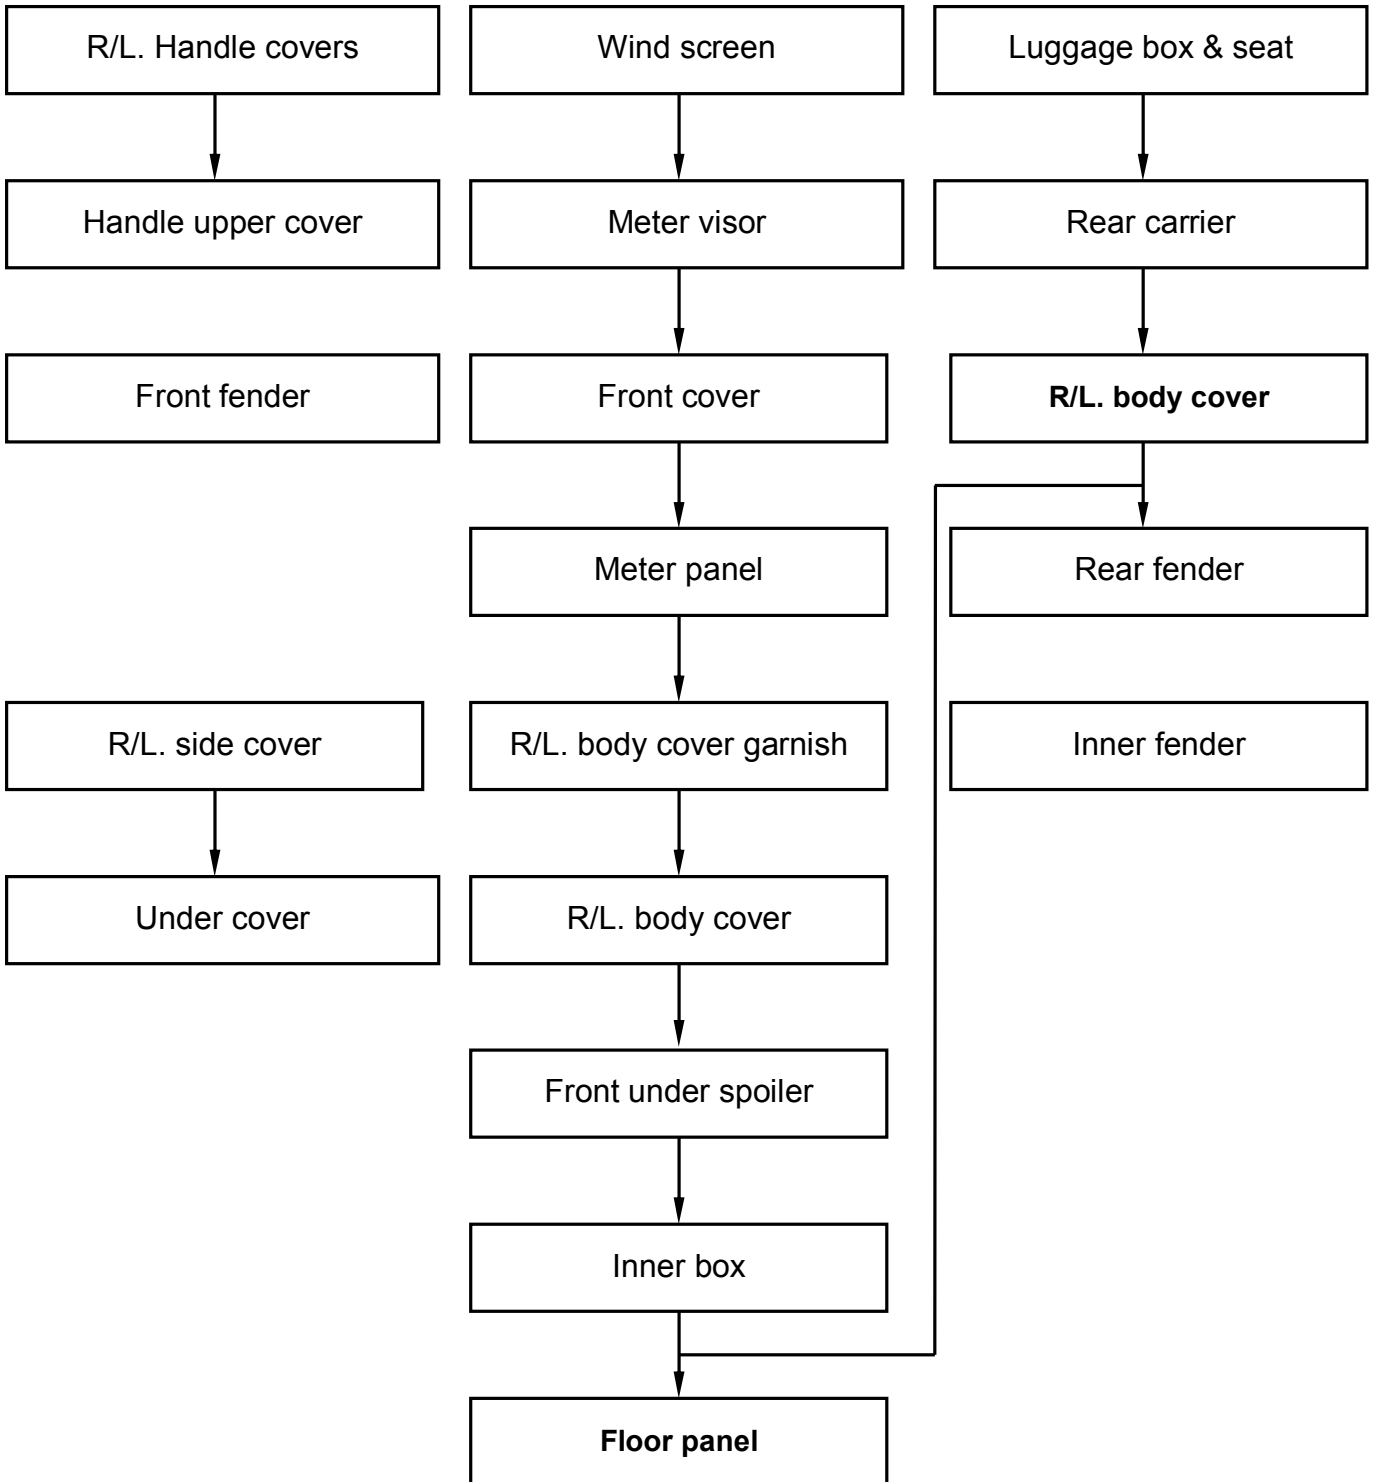 R/L. Handle covers
Wind screen
Luggage box & seat
Handle upper cover
Meter visor
Rear carrier
Front fender
Front cover
R/L. body cover
Meter panel
Rear fender
R/L. side cover
R/L. body cover garnish
Inner fender
Under cover
R/L. body cover
Front under spoiler
Inner box
Floor panel